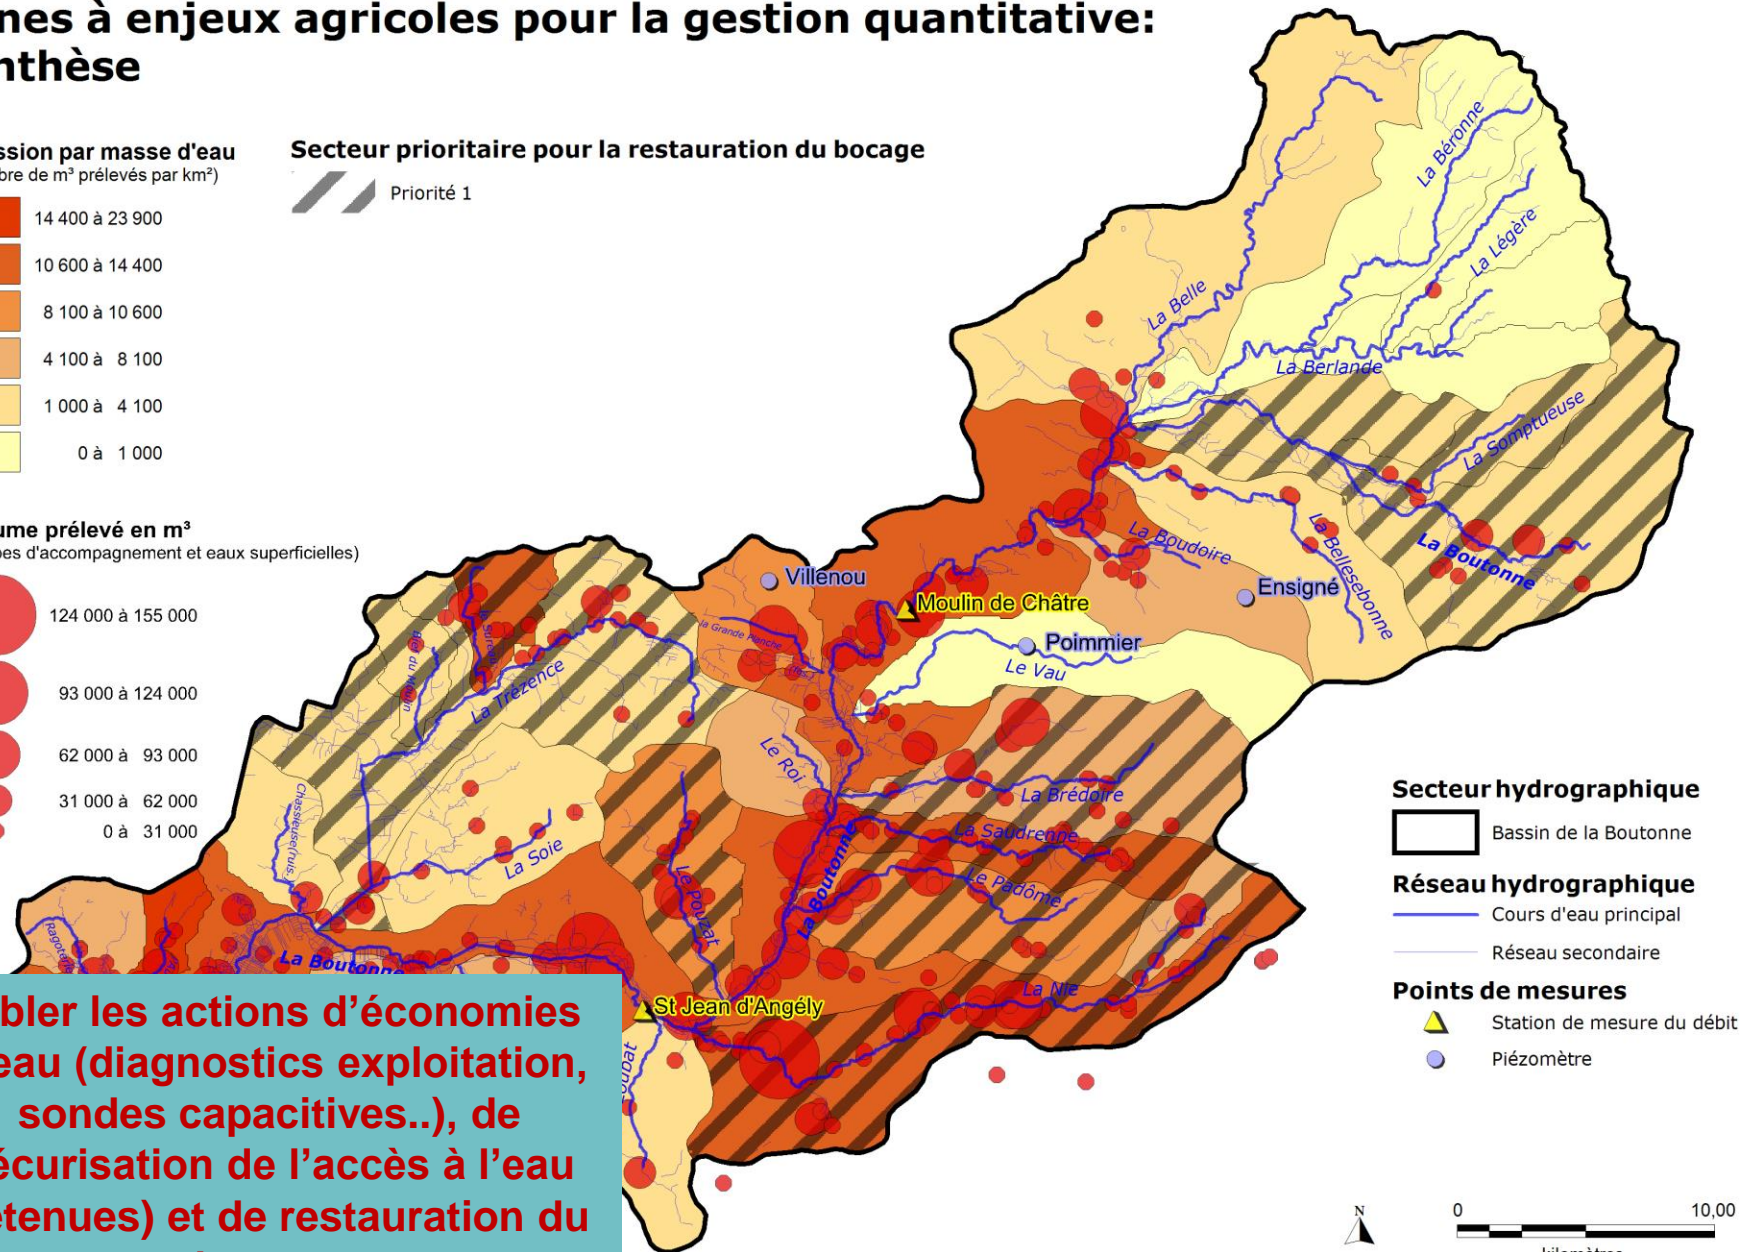 nes à enjeux agricoles pour la gestion quantitative:
nthèse
ssion par masse d'eau
bre de m³ prélevés par km²)
14 400 à 23 900
10 600 à 14 400
8 100 à 10 600
4 100 à 8 100
1 000 à 4 100
0 à 1 000
Secteur prioritaire pour la restauration du bocage
Priorité 1
ume prélevé en m³
pes d'accompagnement et eaux superficielles)
124 000 à 155 000
93 000 à 124 000
62 000 à 93 000
31 000 à 62 000
0 à 31 000
La Béronne
La Légère
La Belle
La Berlande
La Somptueuse
La Boutonne
La Bellesebonne
La Boudoire
Ensigné
Villenou
Moulin de Châtre
Poimmier
Le Vau
la Grande Planche
le Sureau
Bief du Moulin
La Trézence
Le Roi
La Brédoire
La Saudrenne
Le Padôme
La Boutonne
Chassieuse(ruis.)
La Soie
Le Pouzat
La Boutonne
La Nie
St Jean d'Angély
oubat
Secteur hydrographique
Bassin de la Boutonne
Réseau hydrographique
Cours d'eau principal
Réseau secondaire
Points de mesures
Station de mesure du débit
Piézomètre
bler les actions d'économies
eau (diagnostics exploitation,
sondes capacitives..), de
écurisation de l'accès à l'eau
etenues) et de restauration du
N
0 10,00
kilomètres